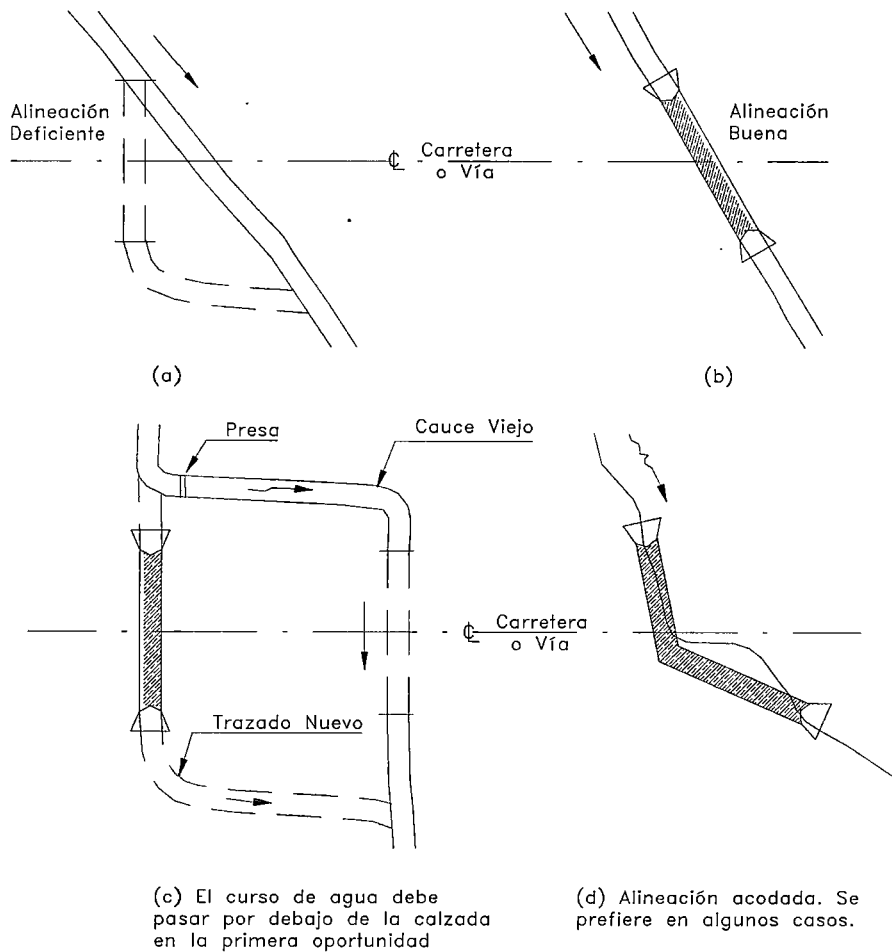 Alineación
Deficiente
℄
Carretera
o Vía
Alineación
Buena
(a)
(b)
Presa
Cauce Viejo
℄
Carretera
o Vía
Trazado Nuevo
(c) El curso de agua debe
pasar por debajo de la calzada
en la primera oportunidad
(d) Alineación acodada. Se
prefiere en algunos casos.